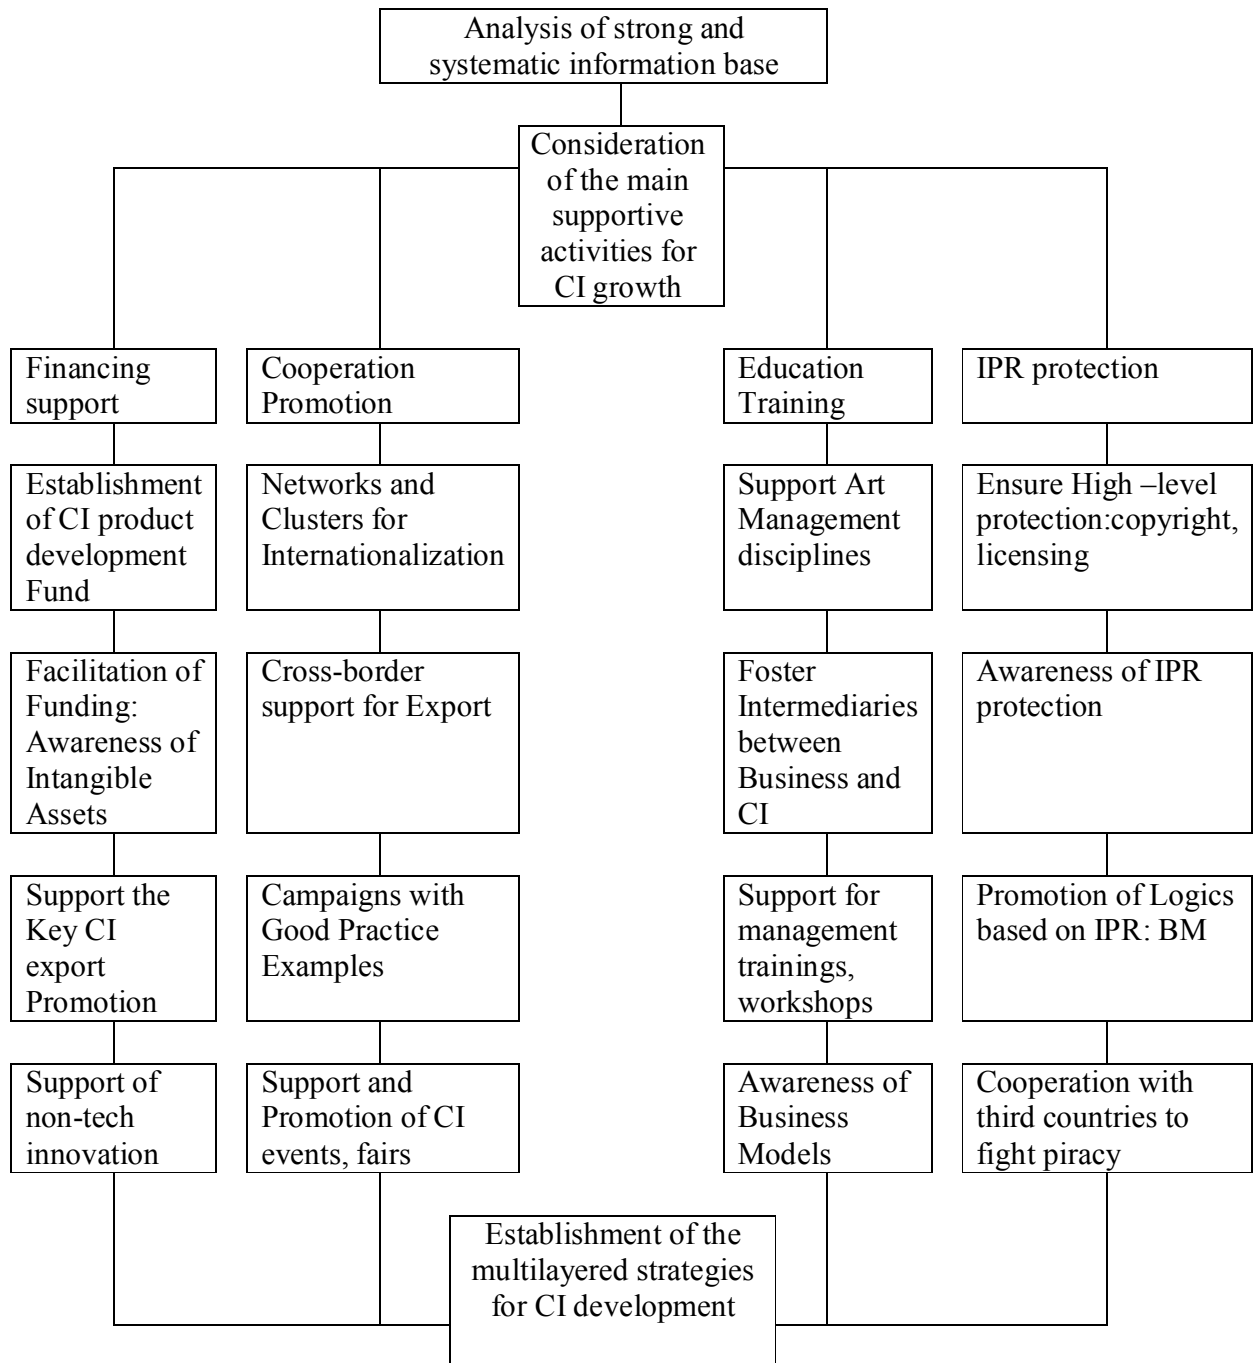 Analysis of strong and
systematic information base
Consideration
of the main
supportive
activities for
CI growth
Financing
support
Establishment
of CI product
development
Fund
Facilitation of
Funding:
Awareness of
Intangible
Assets
Support the
Key CI
export
Promotion
Support of
non-tech
innovation
Cooperation
Promotion
Networks and
Clusters for
Internationalization
Cross-border
support for Export
Campaigns with
Good Practice
Examples
Support and
Promotion of CI
events, fairs
Education
Training
Support Art
Management
disciplines
Foster
Intermediaries
between
Business and
CI
Support for
management
trainings,
workshops
Awareness of
Business
Models
IPR protection
Ensure High –level
protection:copyright,
licensing
Awareness of IPR
protection
Promotion of Logics
based on IPR: BM
Cooperation with
third countries to
fight piracy
Establishment of the
multilayered strategies
for CI development